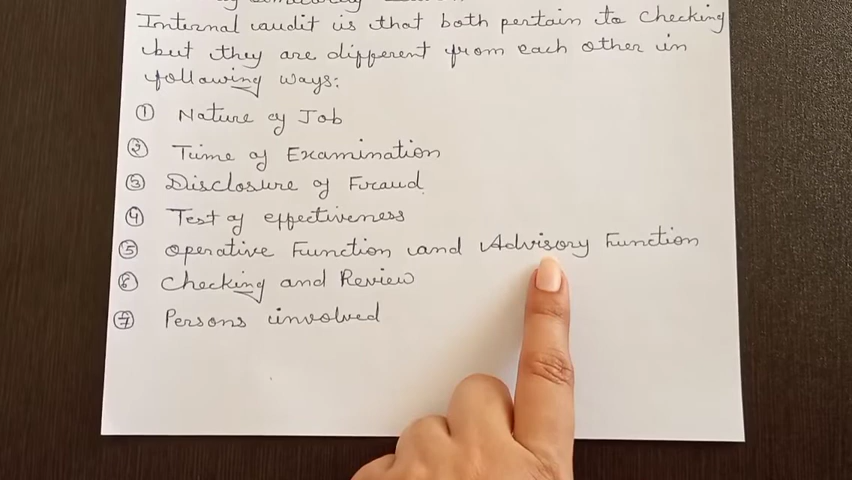 Internal audit is that both pertain to checking
but they are different from each other in
following ways:
① Nature of Job
② Time of Examination
③ Disclosure of Fraud
④ Test of effectiveness
⑤ Operative Function and Advisory Function
⑥ Checking and Review
⑦ Persons involved